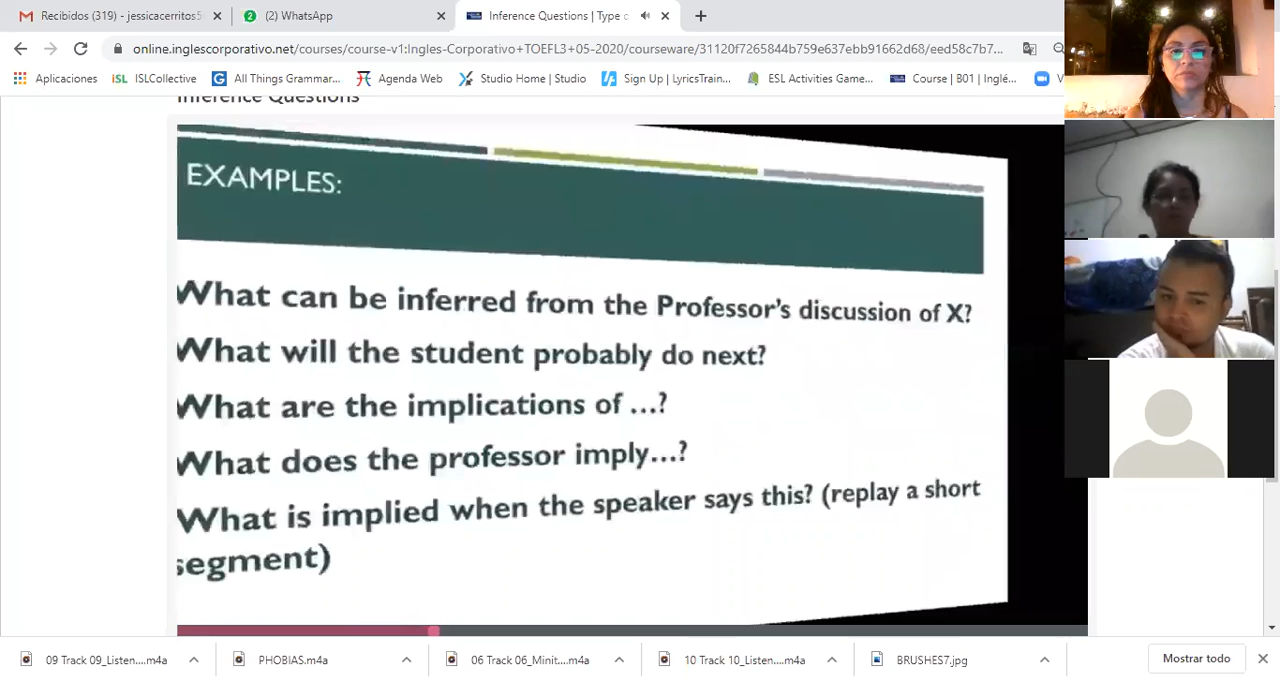 Recibidos (319) - jessicacerritos5
(2) WhatsApp
Inference Questions | Type o
online.inglescorporativo.net/courses/course-v1:Ingles-Corporativo+TOEFL3+05-2020/courseware/31120f7265844b759e637ebb91662d68/eed58c7b7...
Aplicaciones
iSL ISLCollective
All Things Grammar...
Agenda Web
Studio Home | Studio
Sign Up | LyricsTrain...
ESL Activities Game...
Course | B01 | Inglé...
Inference Questions
EXAMPLES:
What can be inferred from the Professor's discussion of X?
What will the student probably do next?
What are the implications of ...?
What does the professor imply...?
What is implied when the speaker says this? (replay a short
segment)
09 Track 09_Listen....m4a
PHOBIAS.m4a
06 Track 06_Minit....m4a
10 Track 10_Listen....m4a
BRUSHES7.jpg
Mostrar todo